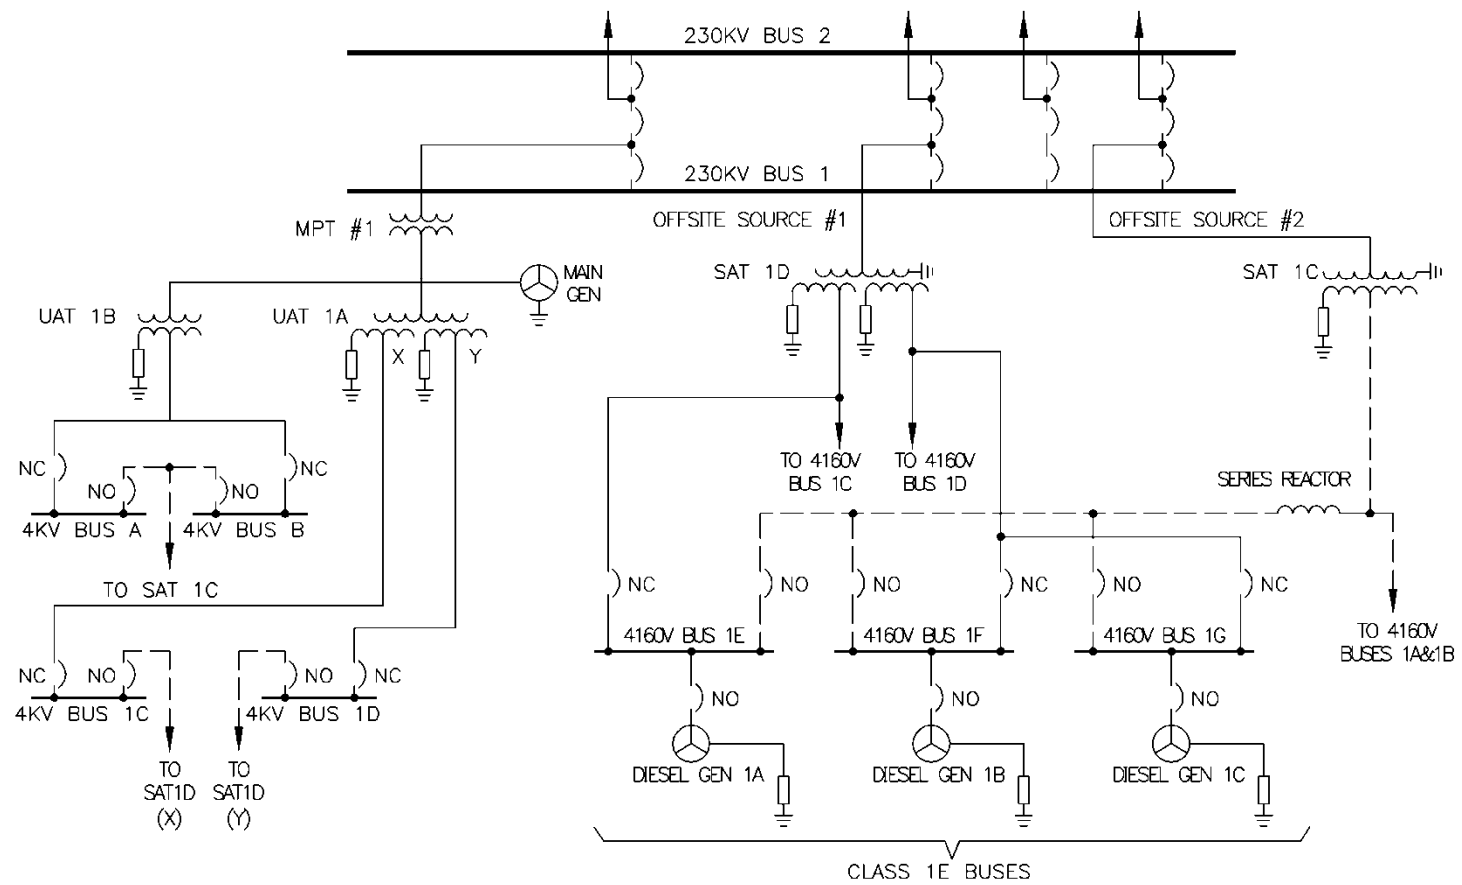 230KV BUS 2
230KV BUS 1
MPT #1
OFFSITE SOURCE #1
OFFSITE SOURCE #2
SAT 1D
SAT 1C
MAIN
GEN
UAT 1B
UAT 1A
X
Y
NC
NO
NO
NC
4KV BUS A
4KV BUS B
TO SAT 1C
TO 4160V
BUS 1C
TO 4160V
BUS 1D
SERIES REACTOR
NC
NO
NO
NC
NO
NC
4160V BUS 1E
4160V BUS 1F
4160V BUS 1G
TO 4160V
BUSES 1A&1B
NC
NO
NO
NC
4KV BUS 1C
4KV BUS 1D
NO
NO
NO
TO
SAT1D
(X)
TO
SAT1D
(Y)
DIESEL GEN 1A
DIESEL GEN 1B
DIESEL GEN 1C
CLASS 1E BUSES